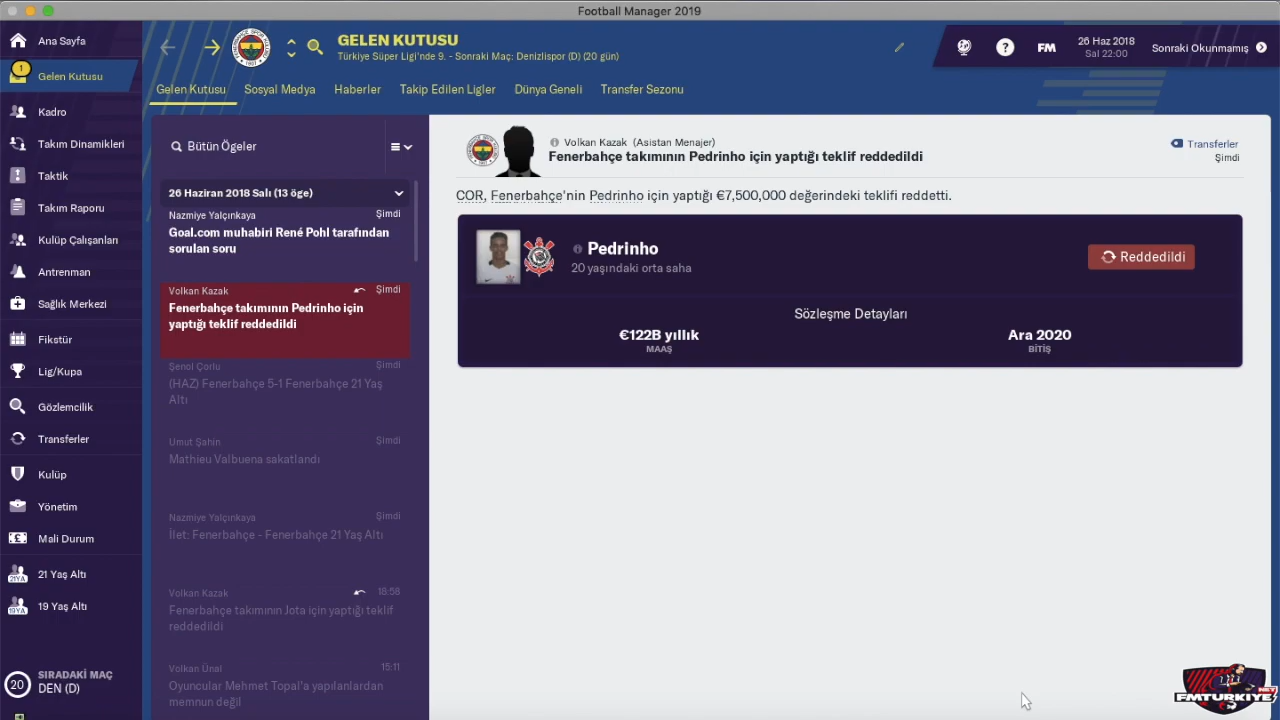 Football Manager 2019
Ana Sayfa
1
Gelen Kutusu
Kadro
Takım Dinamikleri
Taktik
Takım Raporu
Kulüp Çalışanları
Antrenman
Sağlık Merkezi
Fikstür
Lig/Kupa
Gözlemcilik
Transferler
Kulüp
Yönetim
Mali Durum
21YA
21 Yaş Altı
19YA
19 Yaş Altı
20
SIRADAKİ MAÇ
DEN (D)
GELEN KUTUSU
Türkiye Süper Ligi'nde 9. - Sonraki Maç: Denizlispor (D) (20 gün)
? FM
26 Haz 2018
Sal 22:00
Sonraki Okunmamış
Gelen Kutusu Sosyal Medya Haberler Takip Edilen Ligler Dünya Geneli Transfer Sezonu
Bütün Ögeler
26 Haziran 2018 Salı (13 öge)
Nazmiye Yalçınkaya Şimdi
Goal.com muhabiri René Pohl tarafından
sorulan soru
Volkan Kazak Şimdi
Fenerbahçe takımının Pedrinho için
yaptığı teklif reddedildi
Şenol Çorlu Şimdi
(HAZ) Fenerbahçe 5-1 Fenerbahçe 21 Yaş
Altı
Umut Şahin Şimdi
Mathieu Valbuena sakatlandı
Nazmiye Yalçınkaya Şimdi
İlet: Fenerbahçe - Fenerbahçe 21 Yaş Altı
Volkan Kazak 18:58
Fenerbahçe takımının Jota için yaptığı teklif
reddedildi
Volkan Ünal 15:11
Oyuncular Mehmet Topal'a yapılanlardan
memnun değil
Volkan Kazak (Asistan Menajer)
Fenerbahçe takımının Pedrinho için yaptığı teklif reddedildi
Transferler
Şimdi
COR, Fenerbahçe'nin Pedrinho için yaptığı €7,500,000 değerindeki teklifi reddetti.
Pedrinho
20 yaşındaki orta saha
Reddedildi
Sözleşme Detayları
€122B yıllık
MAAŞ
Ara 2020
BİTİŞ
FMTURKIYE.NET